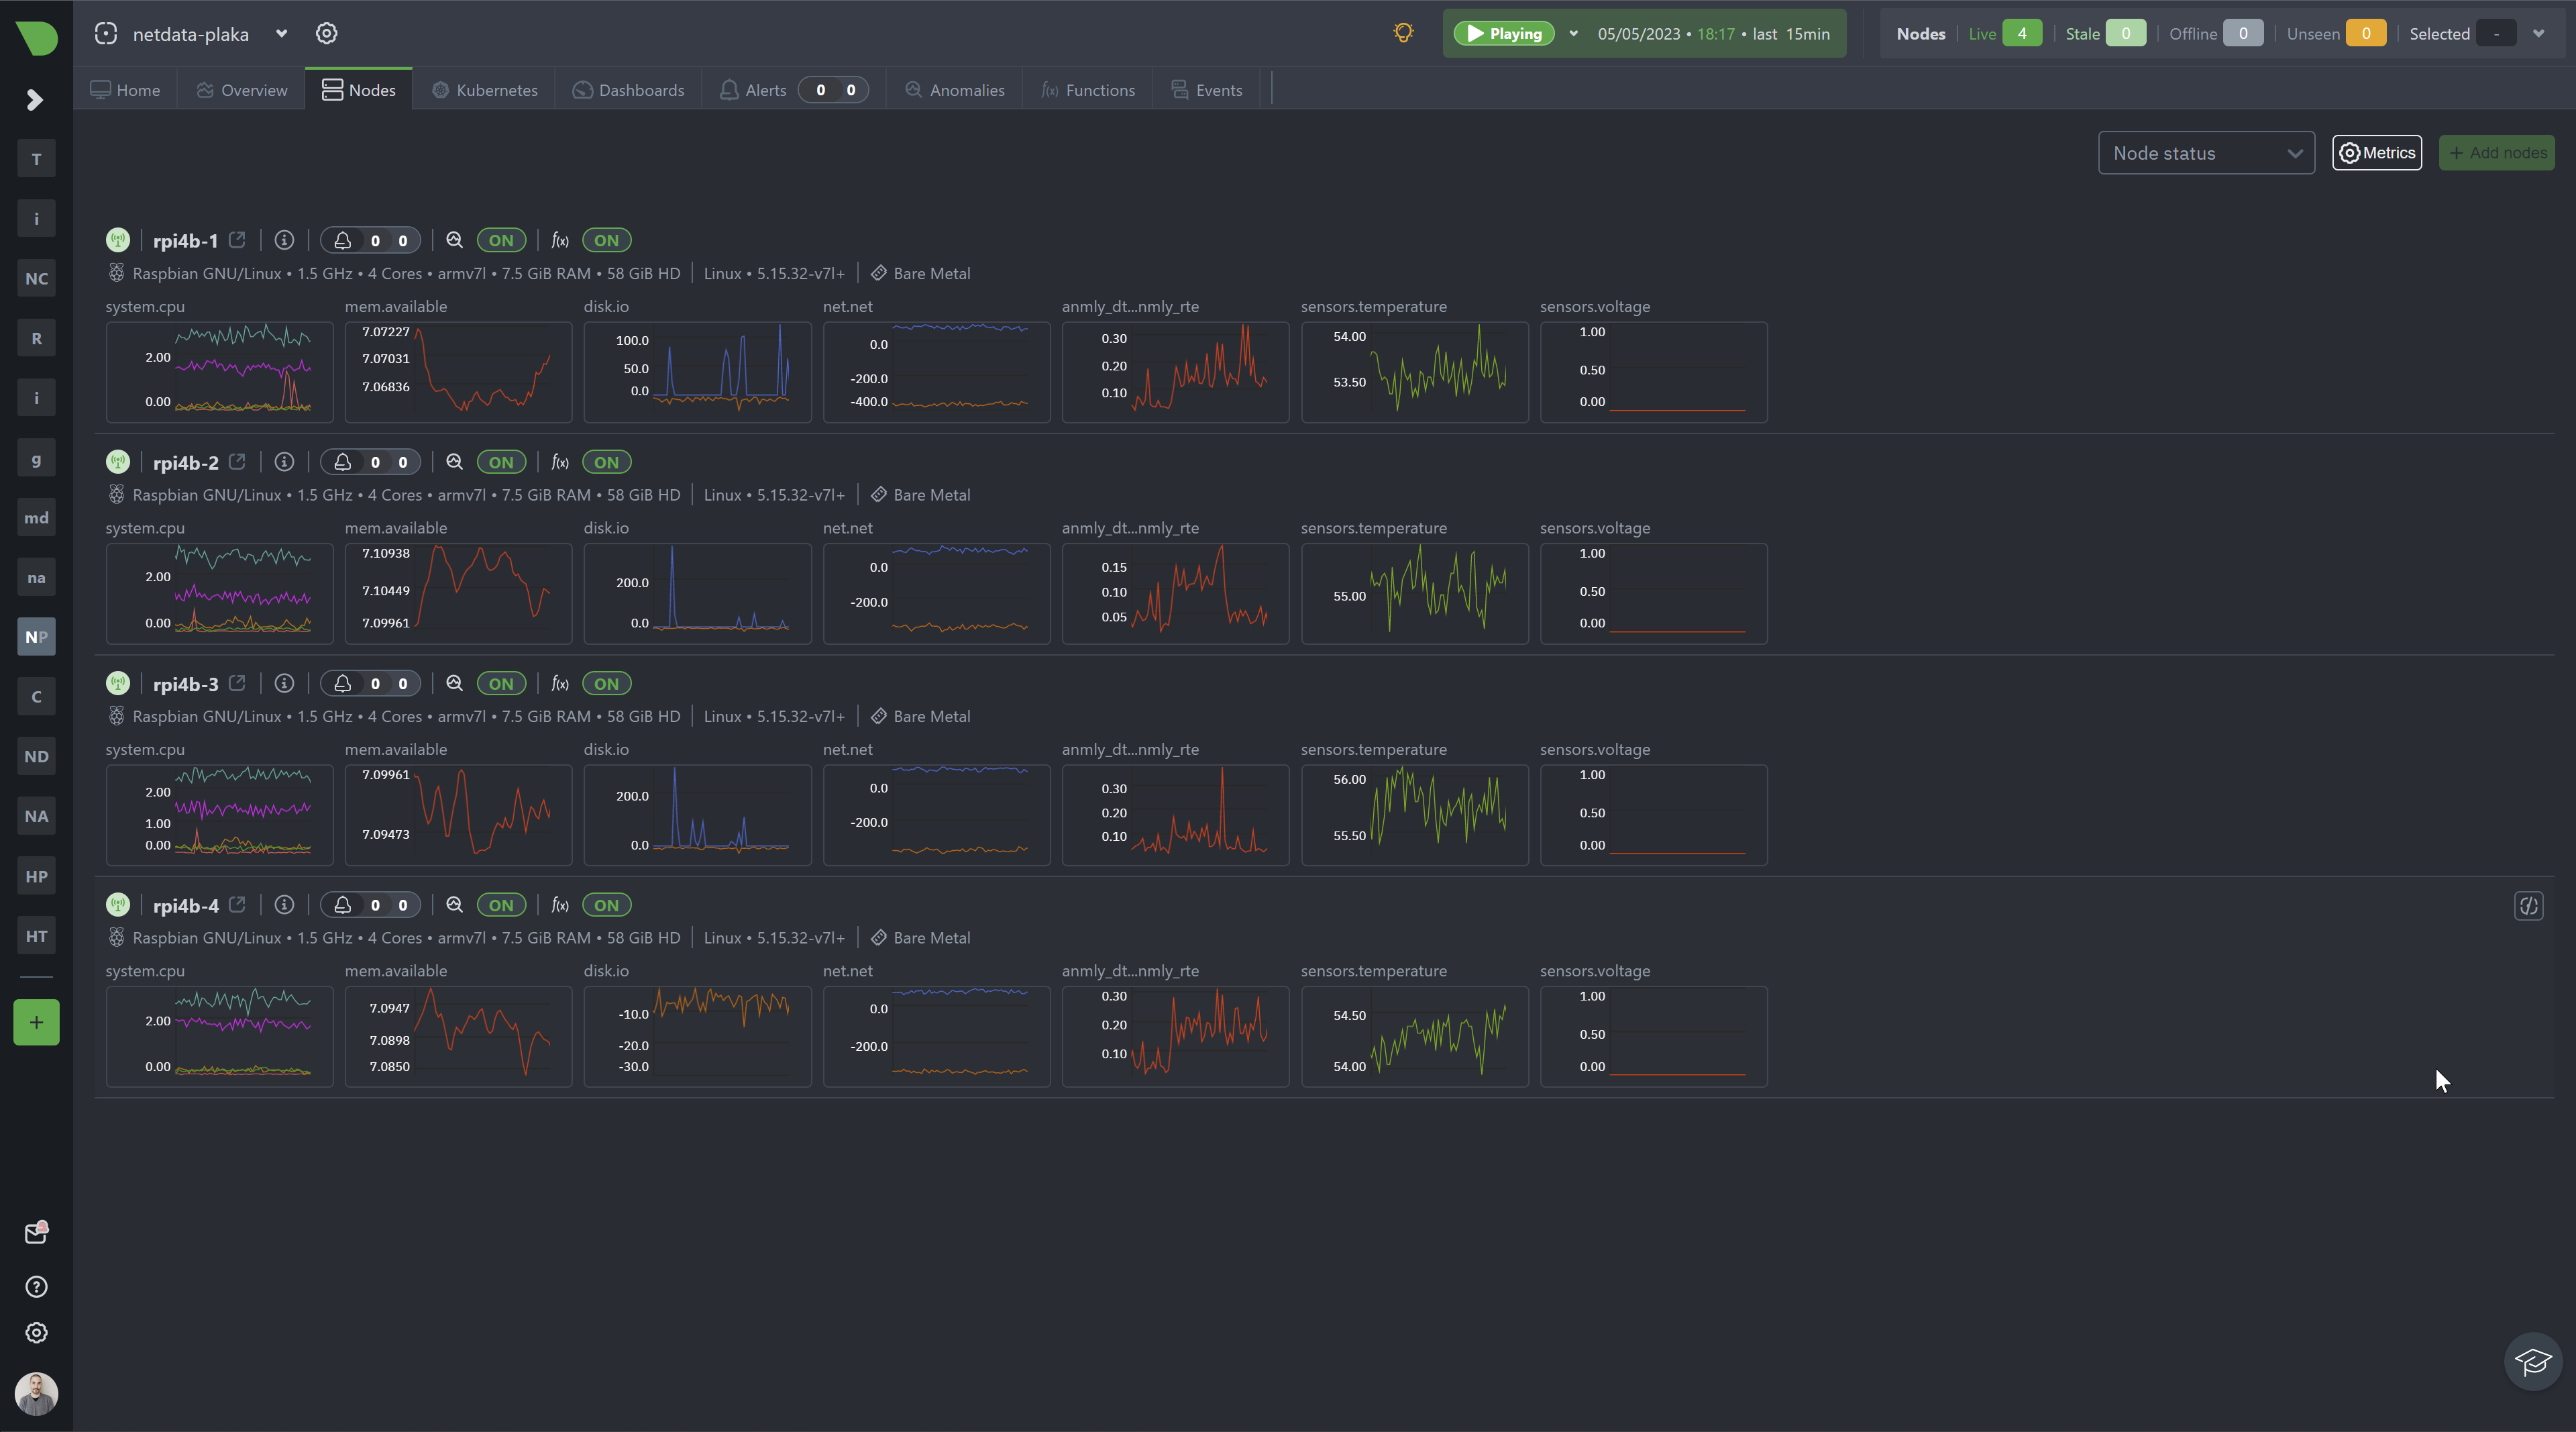 netdata-plaka
Playing 05/05/2023 • 18:17 • last 15min
Nodes Live 4 Stale 0 Offline 0 Unseen 0 Selected -
Home Overview Nodes Kubernetes Dashboards Alerts 0 0 Anomalies f(x) Functions Events
T
i
NC
R
i
g
md
na
NP
C
ND
NA
HP
HT
+
Node status Metrics + Add nodes
rpi4b-1 0 0 ON f(x) ON
Raspbian GNU/Linux • 1.5 GHz • 4 Cores • armv7l • 7.5 GiB RAM • 58 GiB HD Linux • 5.15.32-v7l+ Bare Metal
system.cpu mem.available disk.io net.net anmly_dt...nmly_rte sensors.temperature sensors.voltage
2.00
0.00
7.07227
7.07031
7.06836
100.0
50.0
0.0
0.0
-200.0
-400.0
0.30
0.20
0.10
54.00
53.50
1.00
0.50
0.00
rpi4b-2 0 0 ON f(x) ON
Raspbian GNU/Linux • 1.5 GHz • 4 Cores • armv7l • 7.5 GiB RAM • 58 GiB HD Linux • 5.15.32-v7l+ Bare Metal
system.cpu mem.available disk.io net.net anmly_dt...nmly_rte sensors.temperature sensors.voltage
2.00
0.00
7.10938
7.10449
7.09961
200.0
0.0
0.0
-200.0
0.15
0.10
0.05
55.00
1.00
0.50
0.00
rpi4b-3 0 0 ON f(x) ON
Raspbian GNU/Linux • 1.5 GHz • 4 Cores • armv7l • 7.5 GiB RAM • 58 GiB HD Linux • 5.15.32-v7l+ Bare Metal
system.cpu mem.available disk.io net.net anmly_dt...nmly_rte sensors.temperature sensors.voltage
2.00
1.00
0.00
7.09961
7.09473
200.0
0.0
0.0
-200.0
0.30
0.20
0.10
56.00
55.50
1.00
0.50
0.00
rpi4b-4 0 0 ON f(x) ON
Raspbian GNU/Linux • 1.5 GHz • 4 Cores • armv7l • 7.5 GiB RAM • 58 GiB HD Linux • 5.15.32-v7l+ Bare Metal
system.cpu mem.available disk.io net.net anmly_dt...nmly_rte sensors.temperature sensors.voltage
2.00
0.00
7.0947
7.0898
7.0850
-10.0
-20.0
-30.0
0.0
-200.0
0.30
0.20
0.10
54.50
54.00
1.00
0.50
0.00